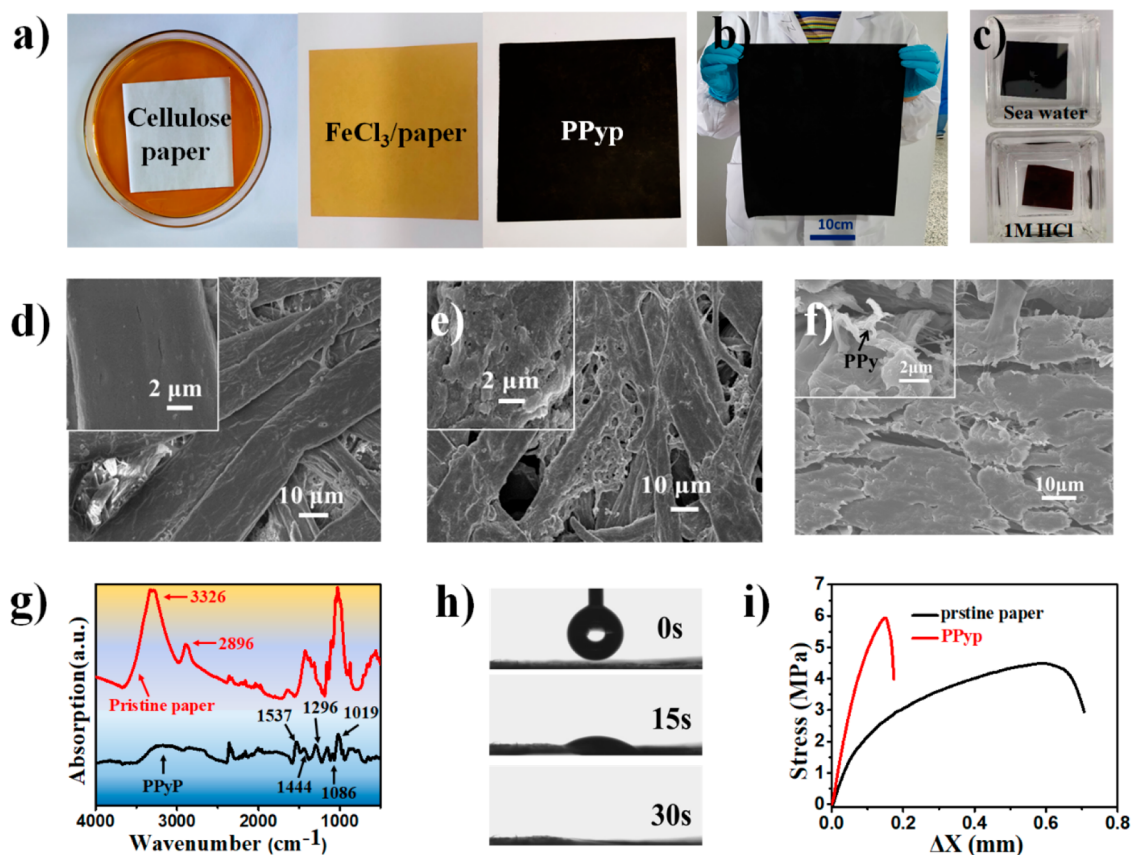 a)
Cellulose
paper
FeCl3/paper
PPyp
b)
10cm
c)
Sea water
1M HCl
d)
2 μm
10 μm
e)
2 μm
10 μm
f)
PPy
2μm
10μm
g)
3326
2896
Pristine paper
1537
1296
1019
PPyP
1444
1086
Absorption(a.u.)
4000
3000
2000
1000
Wavenumber (cm-1)
h)
0s
15s
30s
i)
7
6
5
4
3
2
1
0
Stress (MPa)
prstine paper
PPyp
0.0
0.2
0.4
0.6
0.8
ΔX (mm)